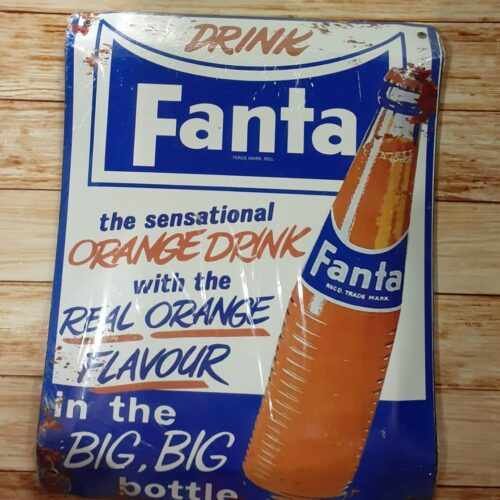 DRINK
Fanta
TRADE MARK REG.
the sensational
ORANGE DRINK
with the
REAL ORANGE
FLAVOUR
in the
BIG, BIG
bottle
Fanta
REG'D. TRADE MARK